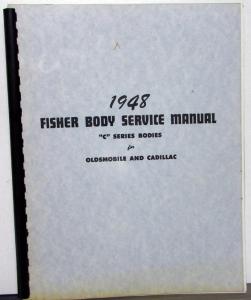 1948
FISHER BODY SERVICE MANUAL
"C" SERIES BODIES
for
OLDSMOBILE AND CADILLAC